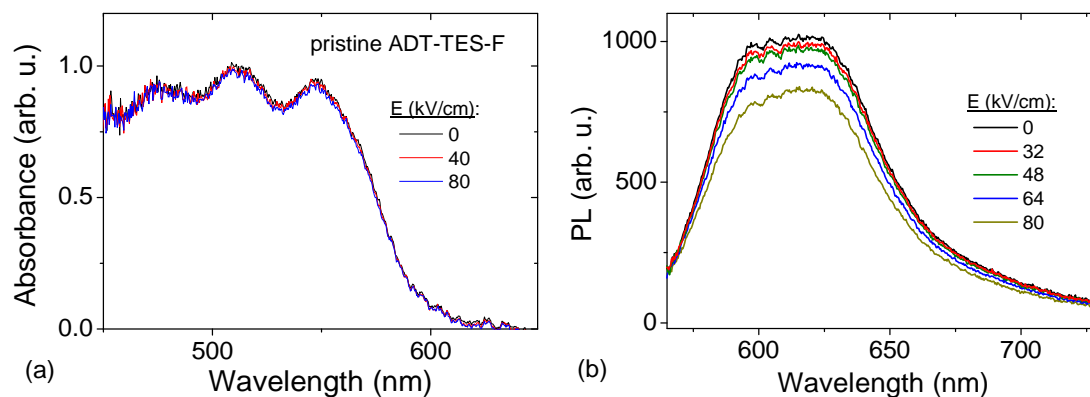 pristine ADT-TES-F
E (kV/cm):
0
40
80
1.0
0.5
0.0
Absorbance (arb. u.)
500
600
Wavelength (nm)
(a)
E (kV/cm):
0
32
48
64
80
1000
500
0
PL (arb. u.)
600
650
700
Wavelength (nm)
(b)